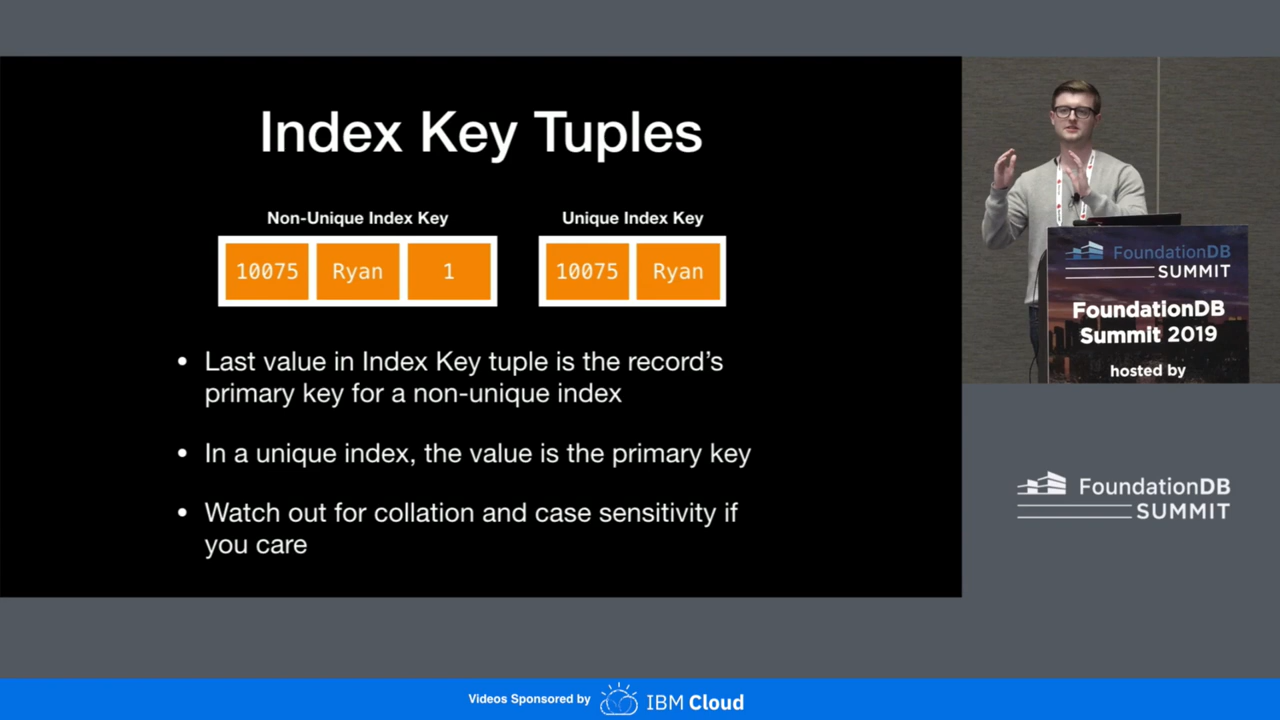 Index Key Tuples
Non-Unique Index Key
10075 Ryan 1
Unique Index Key
10075 Ryan
• Last value in Index Key tuple is the record's
primary key for a non-unique index
• In a unique index, the value is the primary key
• Watch out for collation and case sensitivity if
you care
FoundationDB
SUMMIT
FoundationDB
Summit 2019
hosted by
FoundationDB
SUMMIT
Videos Sponsored by IBM Cloud